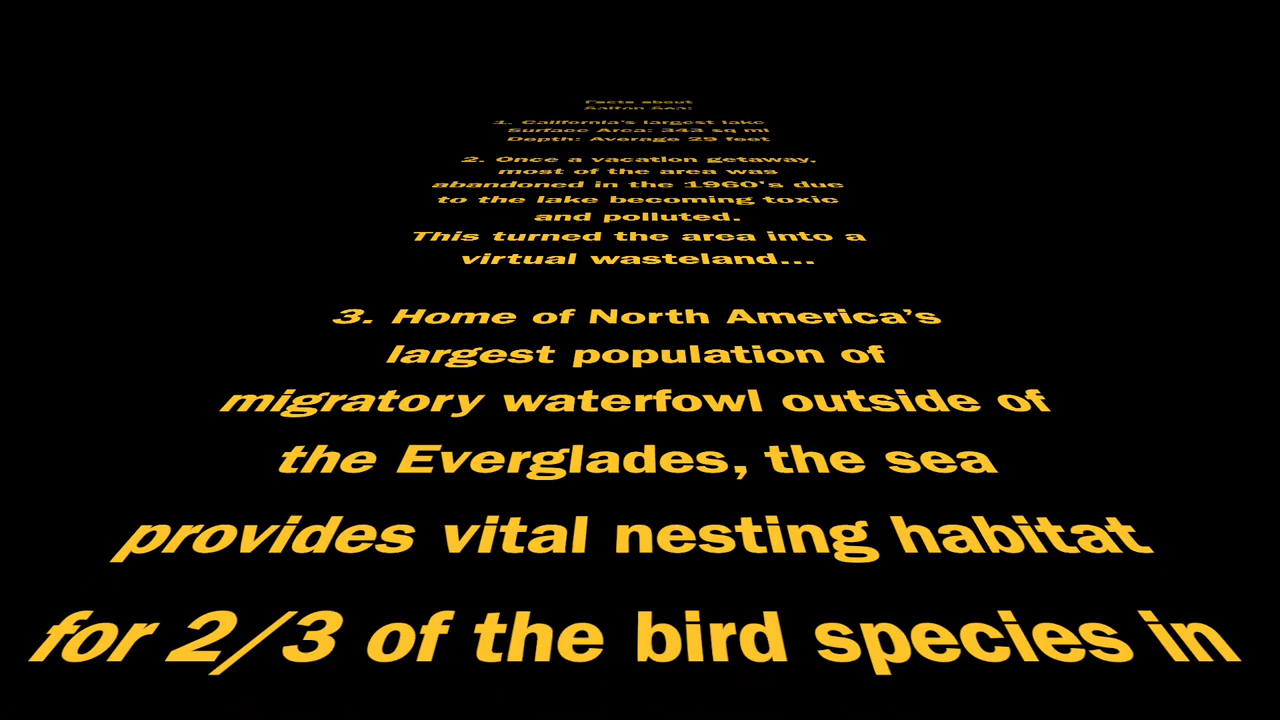 Facts about
Salton Sea:
1. California's largest lake
Surface Area: 343 sq mi
Depth: Average 29 feet
2. Once a vacation getaway,
most of the area was
abandoned in the 1960's due
to the lake becoming toxic
and polluted.
This turned the area into a
virtual wasteland...
3. Home of North America’s
largest population of
migratory waterfowl outside of
the Everglades, the sea
provides vital nesting habitat
for 2/3 of the bird species in